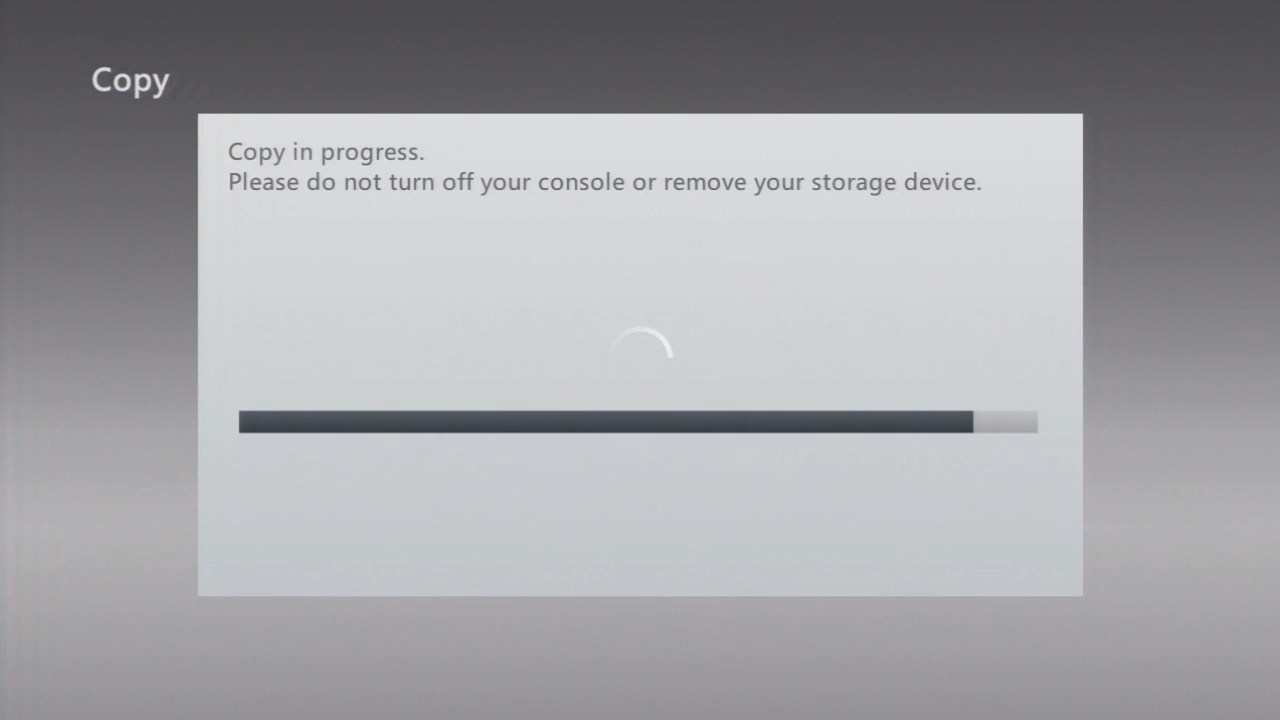 Copy
Copy in progress.
Please do not turn off your console or remove your storage device.